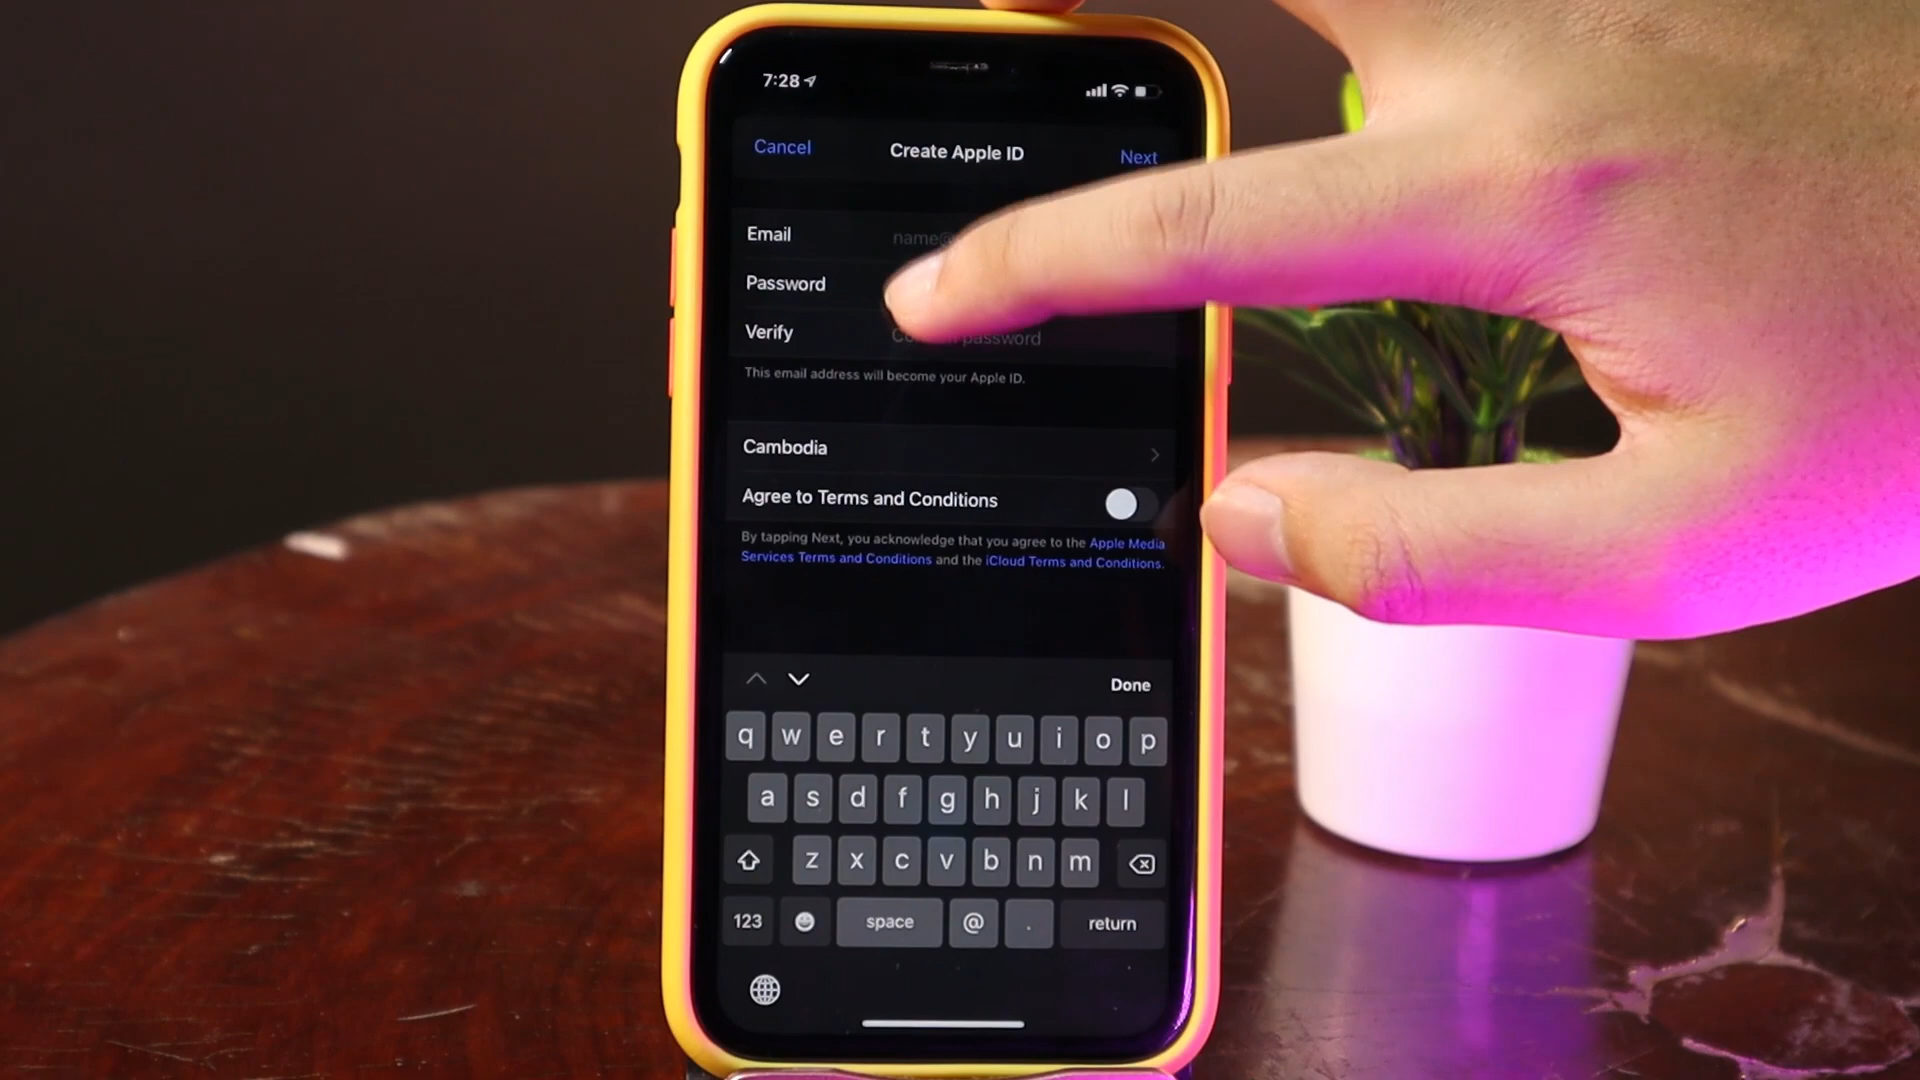 7:28
Cancel Create Apple ID Next
Email name@
Password
Verify password
This email address will become your Apple ID.
Cambodia
Agree to Terms and Conditions
By tapping Next, you acknowledge that you agree to the Apple Media
Services Terms and Conditions and the iCloud Terms and Conditions.
Done
q w e r t y u i o p
a s d f g h j k l
z x c v b n m
123 space @ . return